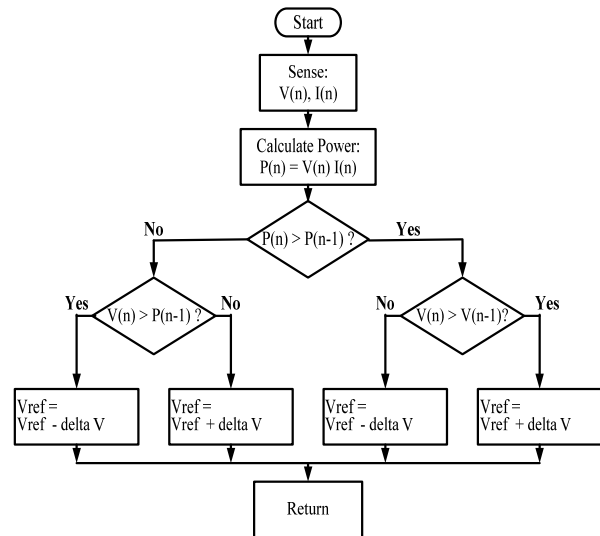 Start
Sense:
V(n), I(n)
Calculate Power:
P(n) = V(n) I(n)
P(n) > P(n-1) ?
No
Yes
V(n) > P(n-1) ?
Yes
No
V(n) > V(n-1)?
No
Yes
Vref =
Vref - delta V
Vref =
Vref + delta V
Vref =
Vref - delta V
Vref =
Vref + delta V
Return